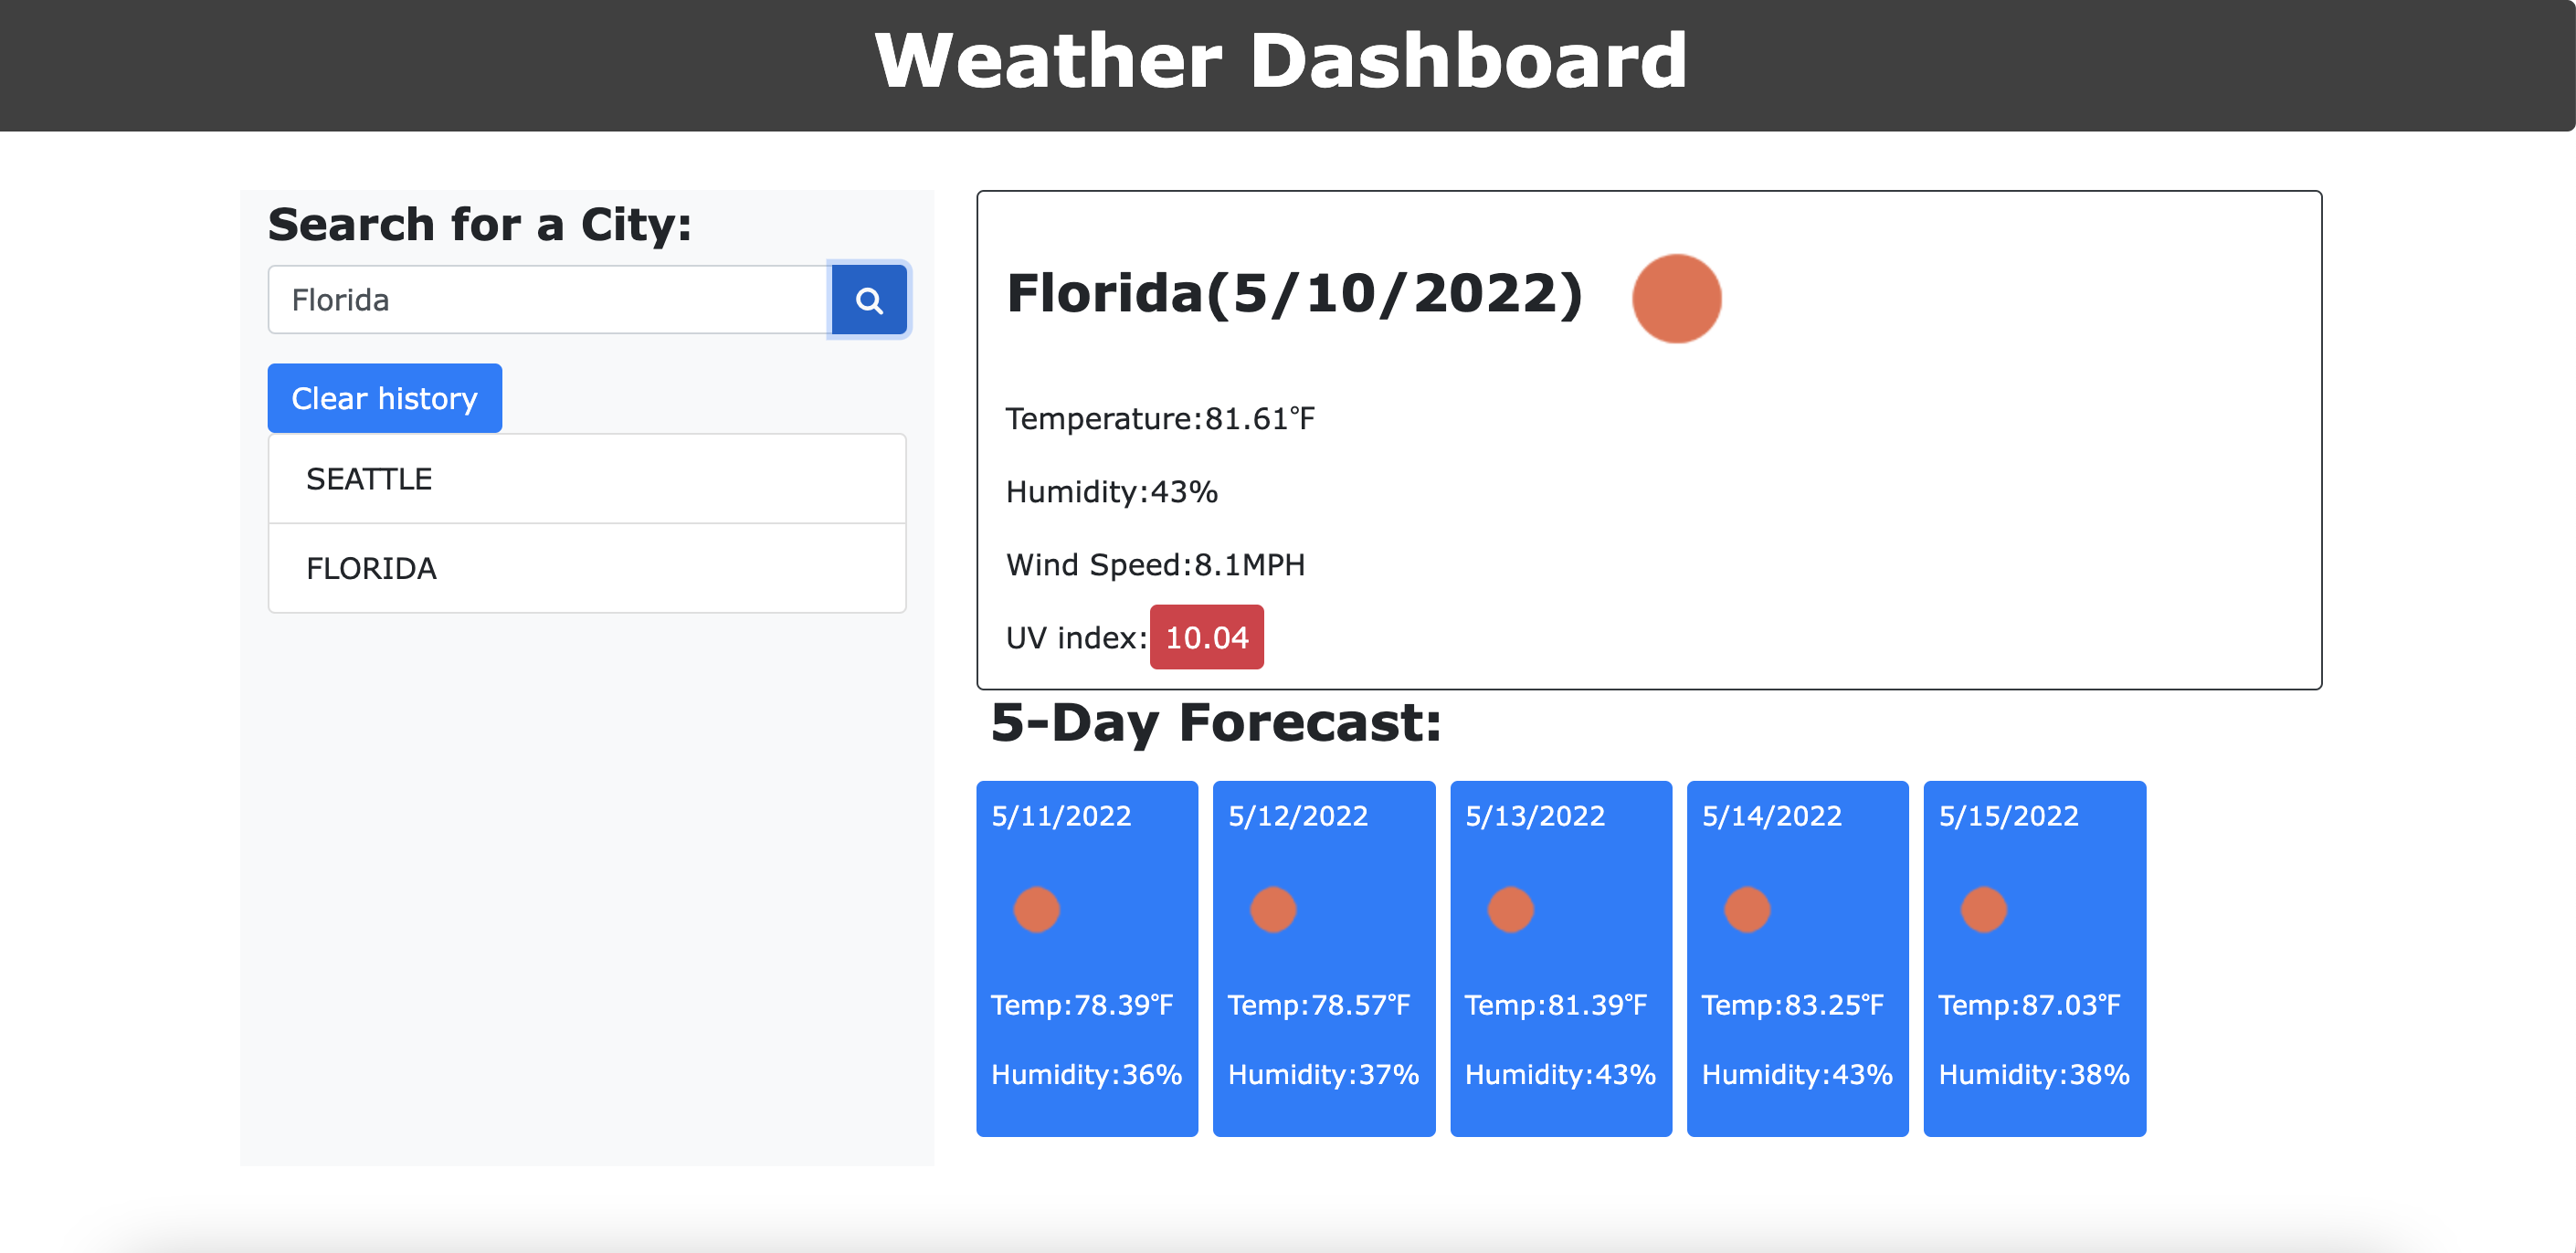 Weather Dashboard
Search for a City:
Florida
Clear history
SEATTLE
FLORIDA
Florida(5/10/2022)
Temperature:81.61°F
Humidity:43%
Wind Speed:8.1MPH
UV index: 10.04
5-Day Forecast:
5/11/2022
Temp:78.39°F
Humidity:36%
5/12/2022
Temp:78.57°F
Humidity:37%
5/13/2022
Temp:81.39°F
Humidity:43%
5/14/2022
Temp:83.25°F
Humidity:43%
5/15/2022
Temp:87.03°F
Humidity:38%